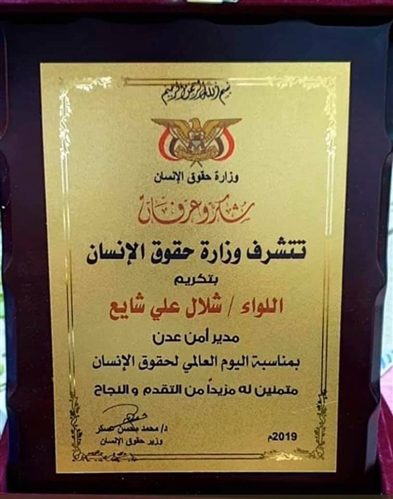 بسم الله الرحمن الرحيم
وزارة حقوق الإنسان
شكر وعرفان
تتشرف وزارة حقوق الإنسان
بتكريم
اللواء / شلال علي شايع
مدير أمن عدن
بمناسبة اليوم العالمي لحقوق الإنسان
متمنين له مزيداً من التقدم و النجاح
د/ محمد محسن عسكر
وزير حقوق الإنسان
2019م